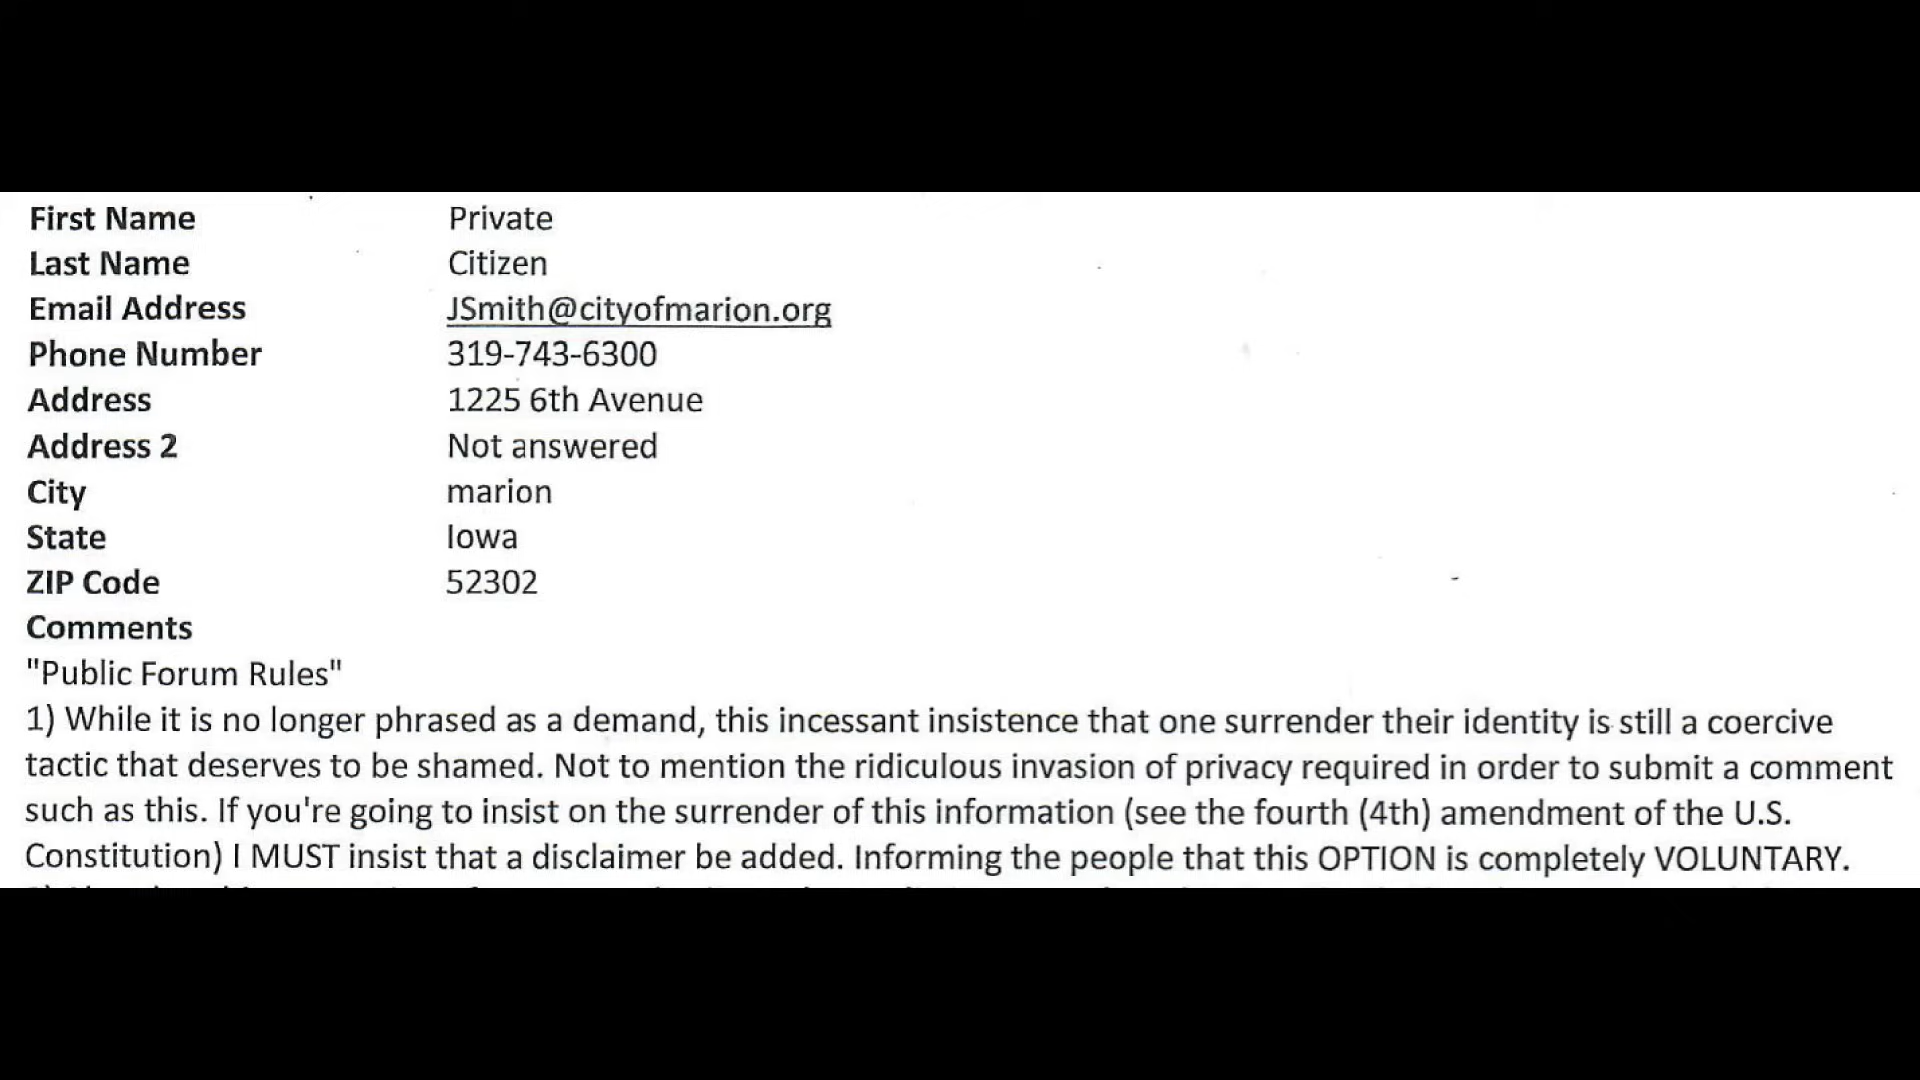 First Name Private
Last Name Citizen
Email Address JSmith@cityofmarion.org
Phone Number 319-743-6300
Address 1225 6th Avenue
Address 2 Not answered
City marion
State Iowa
ZIP Code 52302
Comments
"Public Forum Rules"
1) While it is no longer phrased as a demand, this incessant insistence that one surrender their identity is still a coercive
tactic that deserves to be shamed. Not to mention the ridiculous invasion of privacy required in order to submit a comment
such as this. If you're going to insist on the surrender of this information (see the fourth (4th) amendment of the U.S.
Constitution) I MUST insist that a disclaimer be added. Informing the people that this OPTION is completely VOLUNTARY.